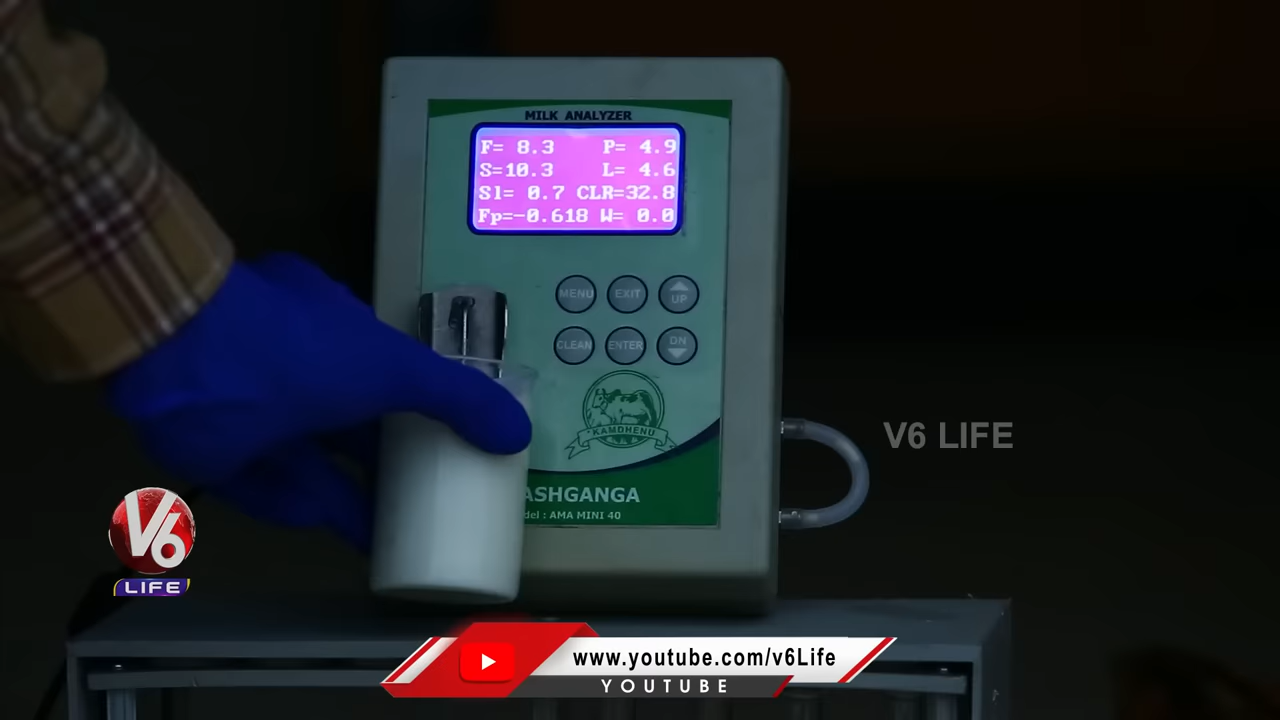 MILK ANALYZER
F= 8.3 P= 4.9
S=10.3 L= 4.6
Sl= 0.7 CLR=32.8
Fp=-0.618 W= 0.0
MENU EXIT UP
CLEAN ENTER DN
KAMDHENU
ASHGANGA
del : AMA MINI 40
V6 LIFE
V6
LIFE
www.youtube.com/v6Life
YOUTUBE